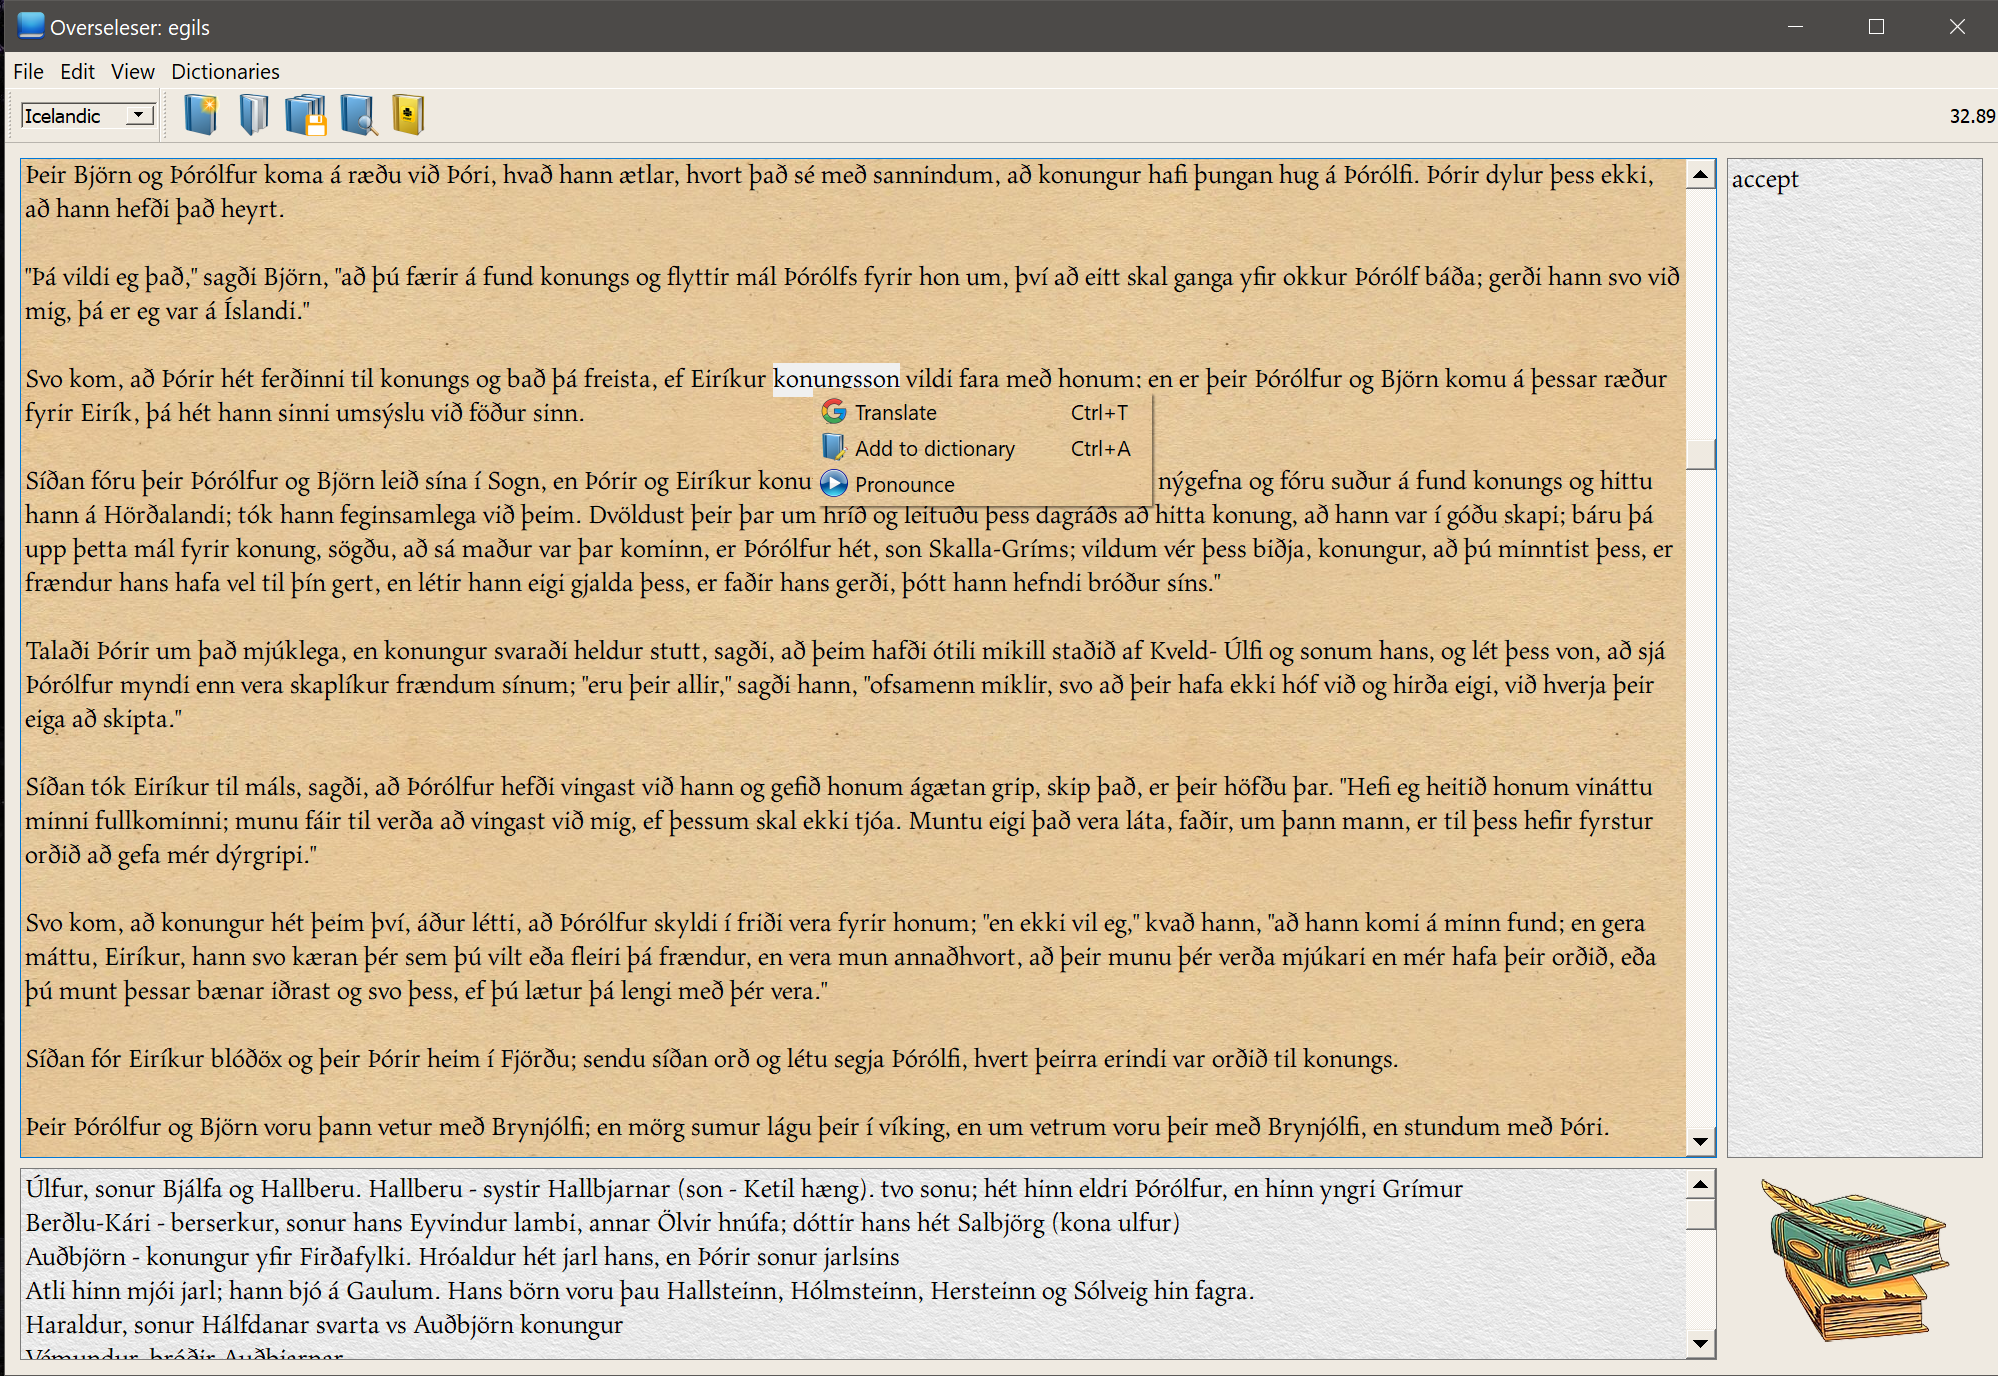 Overseleser: egils
File Edit View Dictionaries
Icelandic
32.89
Þeir Björn og Þórólfur koma á ræðu við Þóri, hvað hann ætlar, hvort það sé með sannindum, að konungur hafi þungan hug á Þórólfi. Þórir dylur þess ekki,
að hann hefði það heyrt.
"Þá vildi eg það," sagði Björn, "að þú færir á fund konungs og flyttir mál Þórólfs fyrir hon um, því að eitt skal ganga yfir okkur Þórólf báða; gerði hann svo við
mig, þá er eg var á Íslandi."
Svo kom, að Þórir hét ferðinni til konungs og bað þá freista, ef Eiríkur konungsson vildi fara með honum; en er þeir Þórólfur og Björn komu á þessar ræður
fyrir Eirík, þá hét hann sinni umsýslu við föður sinn.
Translate Ctrl+T
Add to dictionary Ctrl+A
Pronounce
Síðan fóru þeir Þórólfur og Björn leið sína í Sogn, en Þórir og Eiríkur konu nýgefna og fóru suður á fund konungs og hittu
hann á Hörðalandi; tók hann feginsamlega við þeim. Dvöldust þeir þar um hríð og leituðu þess dagráðs að hitta konung, að hann var í góðu skapi; báru þá
upp þetta mál fyrir konung, sögðu, að sá maður var þar kominn, er Þórólfur hét, son Skalla-Gríms; vildum vér þess biðja, konungur, að þú minntist þess, er
frændur hans hafa vel til þín gert, en létir hann eigi gjalda þess, er faðir hans gerði, þótt hann hefndi bróður síns."
Talaði Þórir um það mjúklega, en konungur svaraði heldur stutt, sagði, að þeim hafði ótili mikill staðið af Kveld- Úlfi og sonum hans, og lét þess von, að sjá
Þórólfur myndi enn vera skaplíkur frændum sínum; "eru þeir allir," sagði hann, "ofsamenn miklir, svo að þeir hafa ekki hóf við og hirða eigi, við hverja þeir
eiga að skipta."
Síðan tók Eiríkur til máls, sagði, að Þórólfur hefði vingast við hann og gefið honum ágætan grip, skip það, er þeir höfðu þar. "Hefi eg heitið honum vináttu
minni fullkominni; munu fáir til verða að vingast við mig, ef þessum skal ekki tjóa. Muntu eigi það vera láta, faðir, um þann mann, er til þess hefir fyrstur
orðið að gefa mér dýrgripi."
Svo kom, að konungur hét þeim því, áður létti, að Þórólfur skyldi í friði vera fyrir honum; "en ekki vil eg," kvað hann, "að hann komi á minn fund; en gera
máttu, Eiríkur, hann svo kæran þér sem þú vilt eða fleiri þá frændur, en vera mun annaðhvort, að þeir munu þér verða mjúkari en mér hafa þeir orðið, eða
þú munt þessar bænar iðrast og svo þess, ef þú lætur þá lengi með þér vera."
Síðan fór Eiríkur blóðöx og þeir Þórir heim í Fjörðu; sendu síðan orð og létu segja Þórólfi, hvert þeirra erindi var orðið til konungs.
Þeir Þórólfur og Björn voru þann vetur með Brynjólfi; en mörg sumur lágu þeir í víking, en um vetrum voru þeir með Brynjólfi, en stundum með Þóri.
accept
Úlfur, sonur Bjálfa og Hallberu. Hallberu - systir Hallbjarnar (son - Ketil hæng). tvo sonu; hét hinn eldri Þórólfur, en hinn yngri Grímur
Berðlu-Kári - berserkur, sonur hans Eyvindur lambi, annar Ölvir hnúfa; dóttir hans hét Salbjörg (kona ulfur)
Auðbjörn - konungur yfir Firðafylki. Hróaldur hét jarl hans, en Þórir sonur jarlsins
Atli hinn mjói jarl; hann bjó á Gaulum. Hans börn voru þau Hallsteinn, Hólmsteinn, Hersteinn og Sólveig hin fagra.
Haraldur, sonur Hálfdanar svarta vs Auðbjörn konungur
Vémundur, bróðir Auðbjarnar